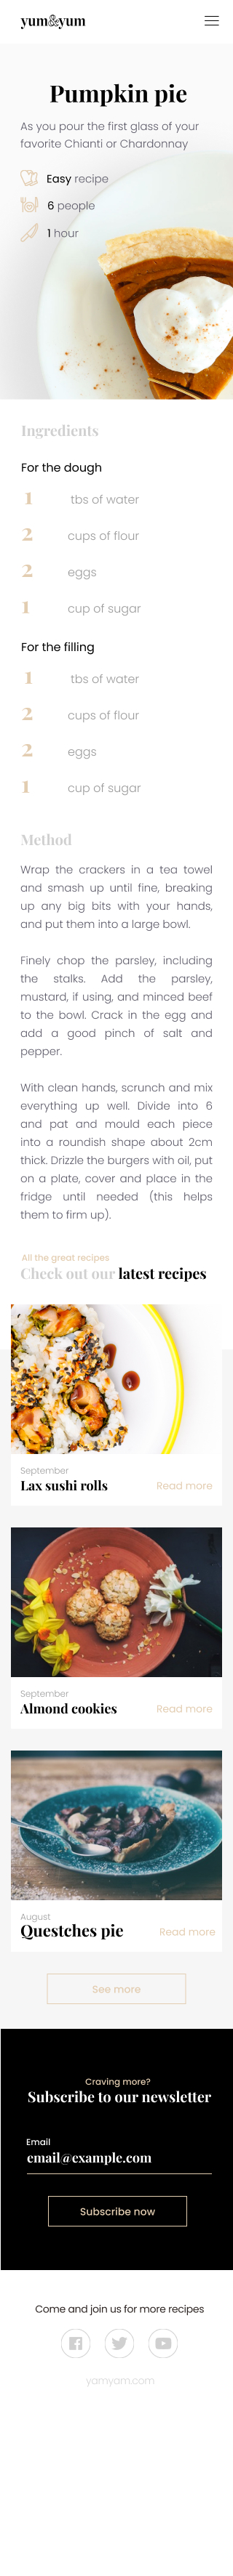 yum&yum
Pumpkin pie
As you pour the first glass of your
favorite Chianti or Chardonnay
Easy recipe
6 people
1 hour
Ingredients
For the dough
1 tbs of water
2 cups of flour
2 eggs
1 cup of sugar
For the filling
1 tbs of water
2 cups of flour
2 eggs
1 cup of sugar
Method
Wrap the crackers in a tea towel
and smash up until fine, breaking
up any big bits with your hands,
and put them into a large bowl.
Finely chop the parsley, including
the stalks. Add the parsley,
mustard, if using, and minced beef
to the bowl. Crack in the egg and
add a good pinch of salt and
pepper.
With clean hands, scrunch and mix
everything up well. Divide into 6
and pat and mould each piece
into a roundish shape about 2cm
thick. Drizzle the burgers with oil, put
on a plate, cover and place in the
fridge until needed (this helps
them to firm up).
All the great recipes
Check out our latest recipes
September
Lax sushi rolls Read more
September
Almond cookies Read more
August
Questches pie Read more
See more
Craving more?
Subscribe to our newsletter
Email
email@example.com
Subscribe now
Come and join us for more recipes
yamyam.com